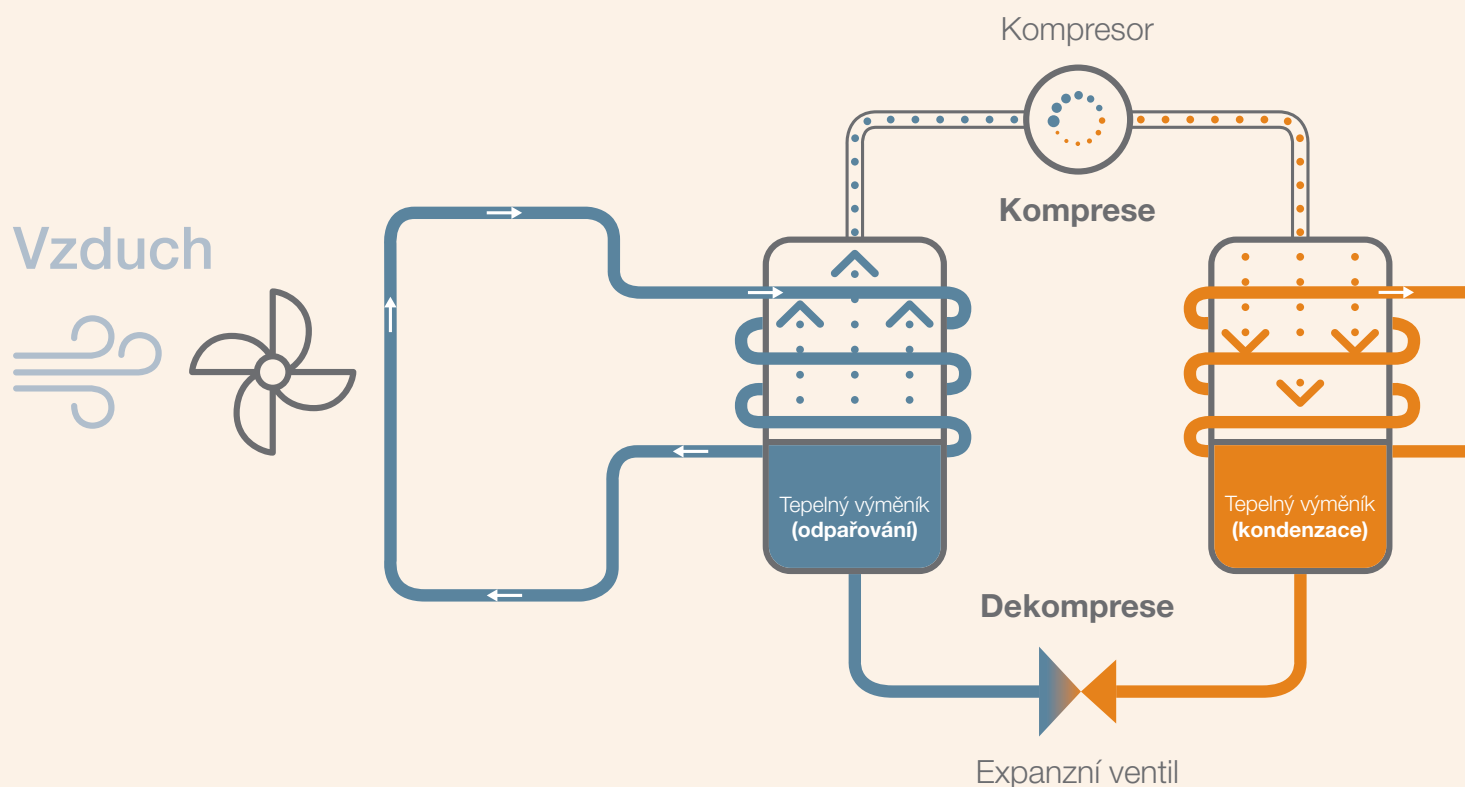 Kompresor
Komprese
Vzduch
Tepelný výměník
(odpařování)
Tepelný výměník
(kondenzace)
Dekomprese
Expanzní ventil